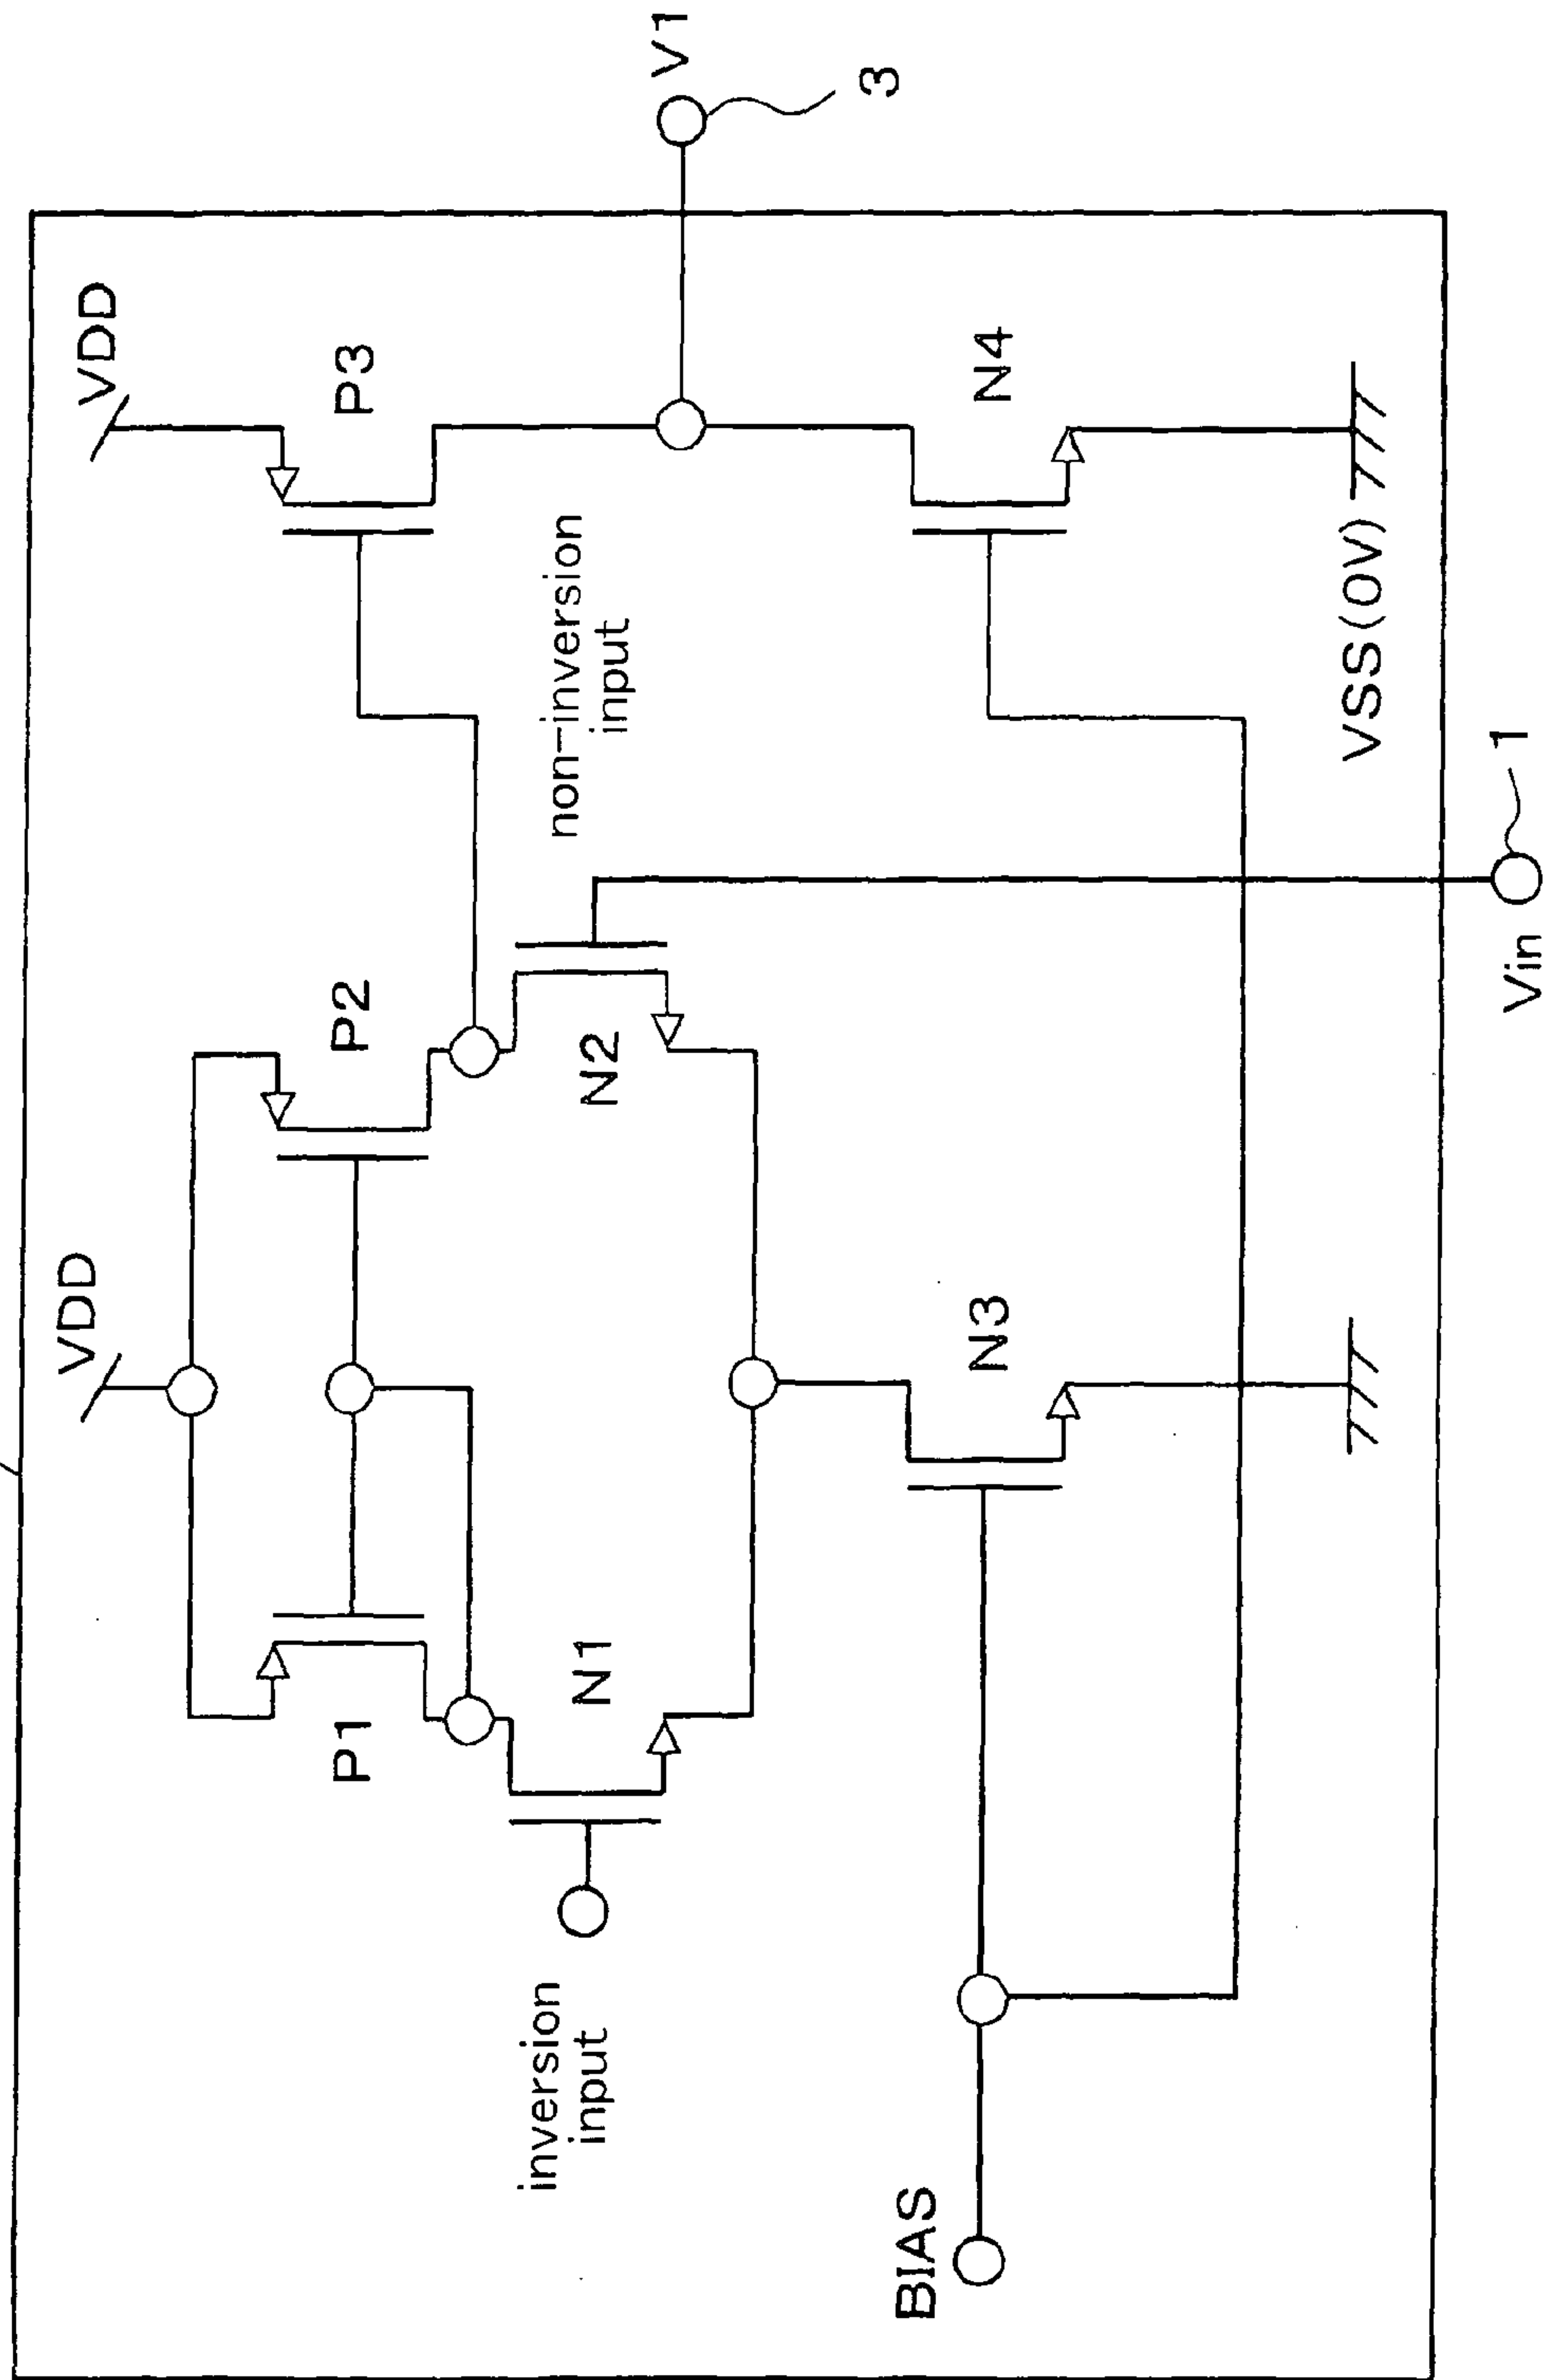 VDD
VDD
P1
P2
P3
V1
3
inversion
input
N1
N2
non-inversion
input
BIAS
N3
N4
VSS(0V)
Vin
1